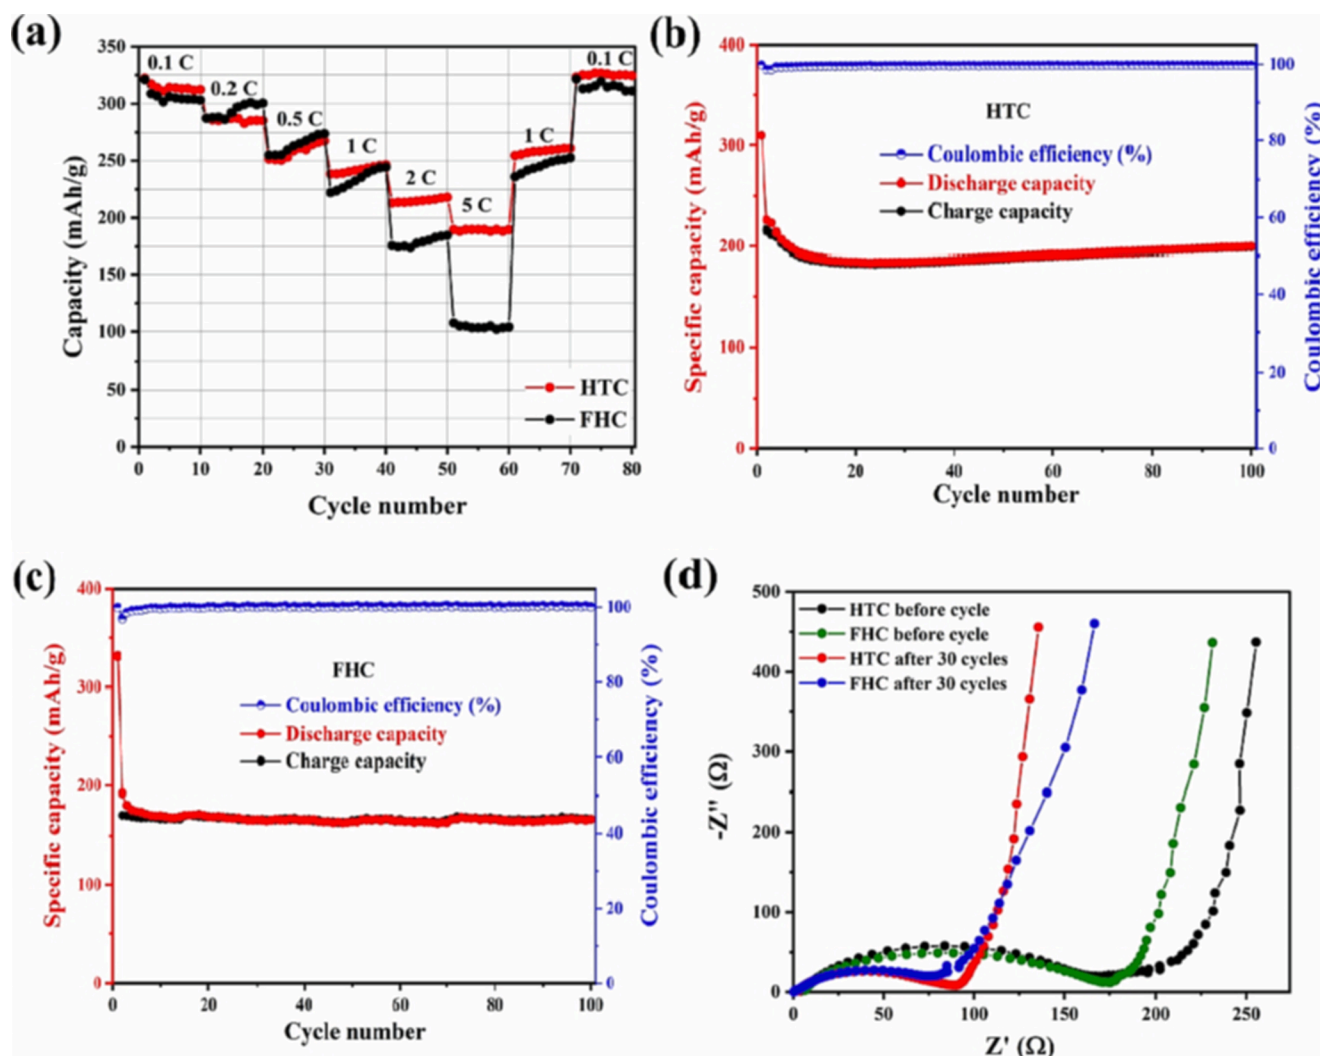 (a)
350
300
250
200
150
100
50
0
0.1 C
0.2 C
0.5 C
1 C
2 C
5 C
1 C
0.1 C
HTC
FHC
0 10 20 30 40 50 60 70 80
Capacity (mAh/g)
Cycle number
(b)
400
300
200
100
0
100
80
60
40
20
0
HTC
Coulombic efficiency (%)
Discharge capacity
Charge capacity
0 20 40 60 80 100
Specific capacity (mAh/g)
Coulombic efficiency (%)
Cycle number
(c)
400
300
200
100
0
100
80
60
40
20
0
FHC
Coulombic efficiency (%)
Discharge capacity
Charge capacity
0 20 40 60 80 100
Specific capacity (mAh/g)
Coulombic efficiency (%)
Cycle number
(d)
500
400
300
200
100
0
HTC before cycle
FHC before cycle
HTC after 30 cycles
FHC after 30 cycles
0 50 100 150 200 250
-Z'' (Ω)
Z' (Ω)